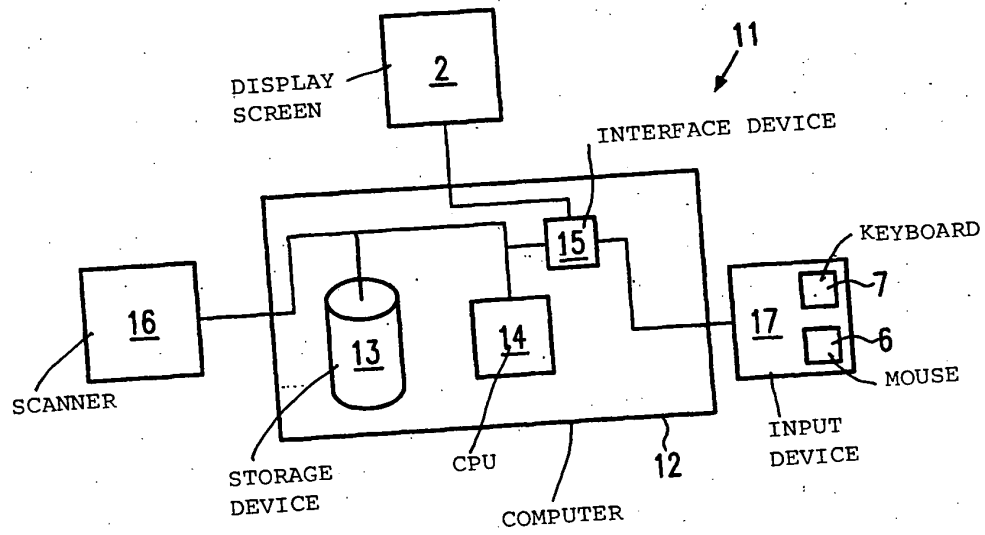 11
2
DISPLAY
SCREEN
INTERFACE DEVICE
15
KEYBOARD
7
16
13
14
17
6
MOUSE
SCANNER
INPUT
DEVICE
CPU
12
STORAGE
DEVICE
COMPUTER